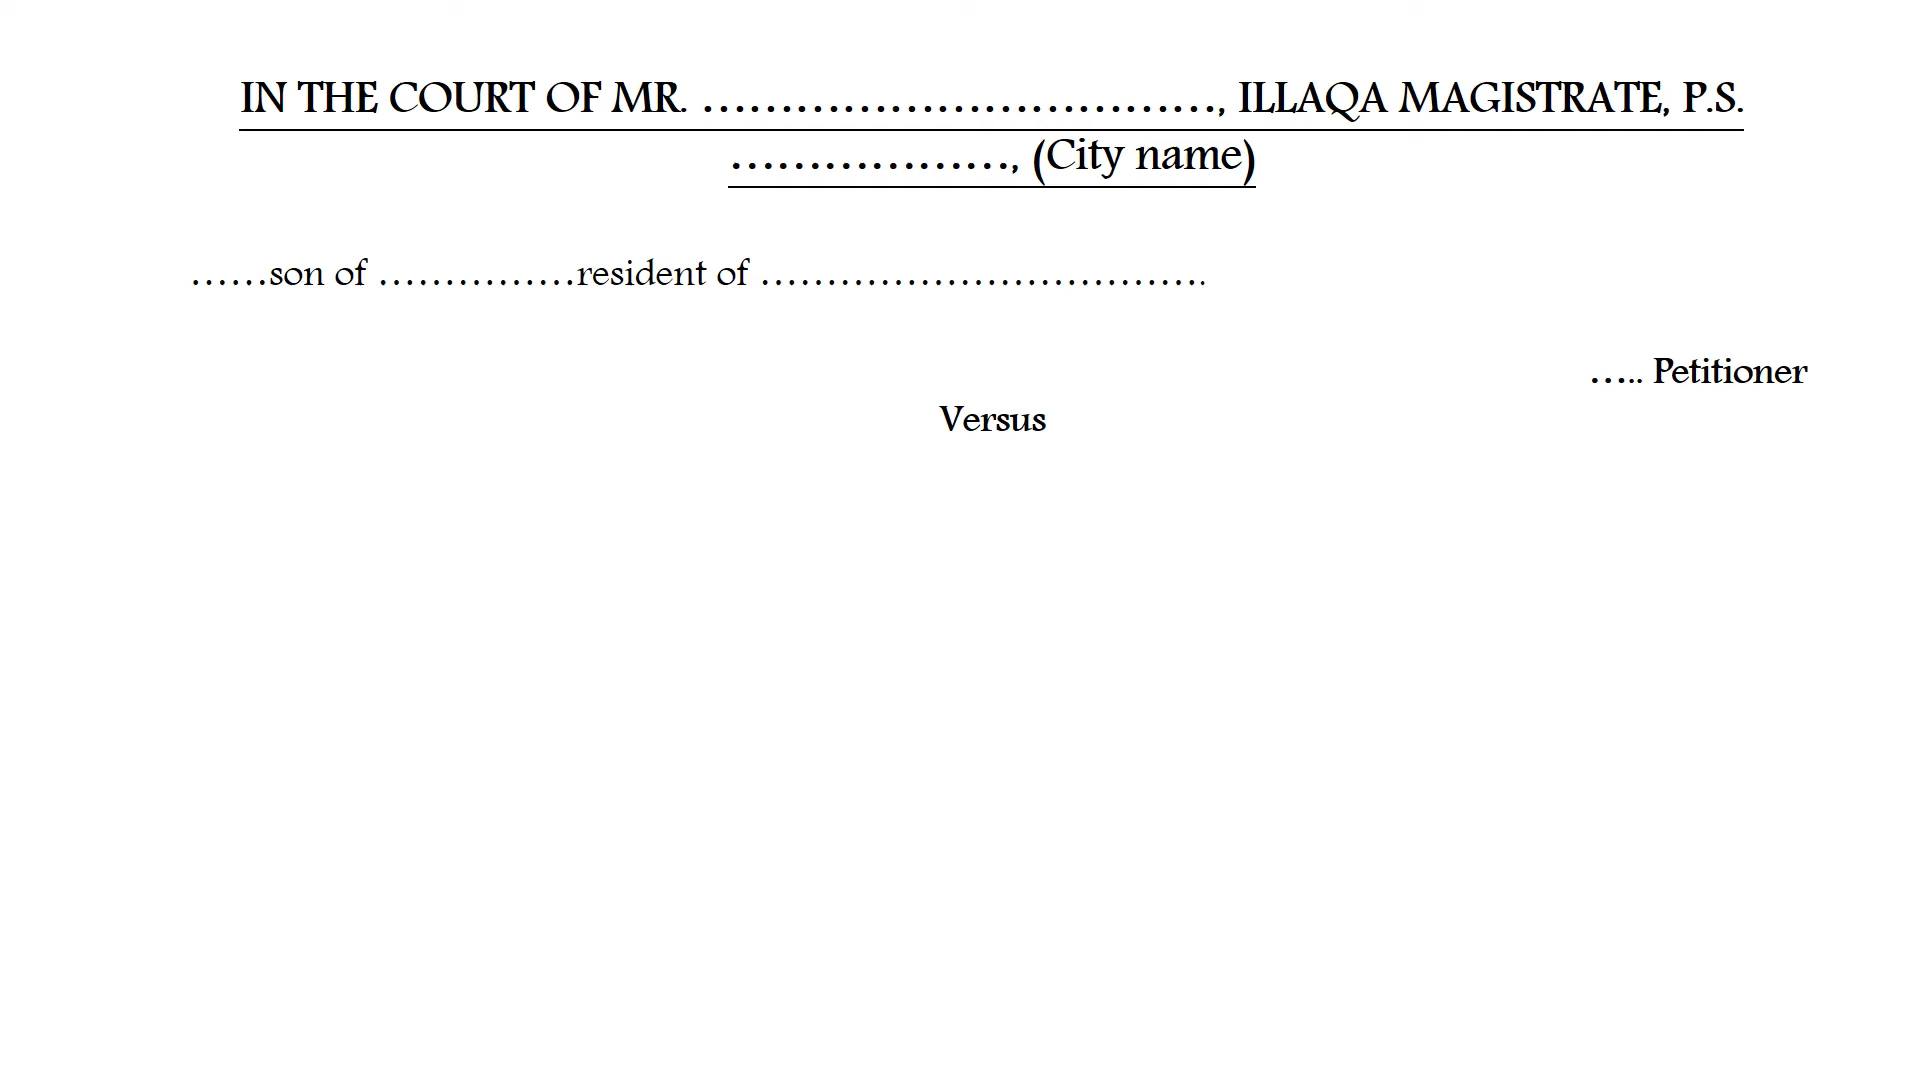 IN THE COURT OF MR. ……………………………, ILLAQA MAGISTRATE, P.S.
………………, (City name)
……son of ……………resident of …………………………….
….. Petitioner
Versus